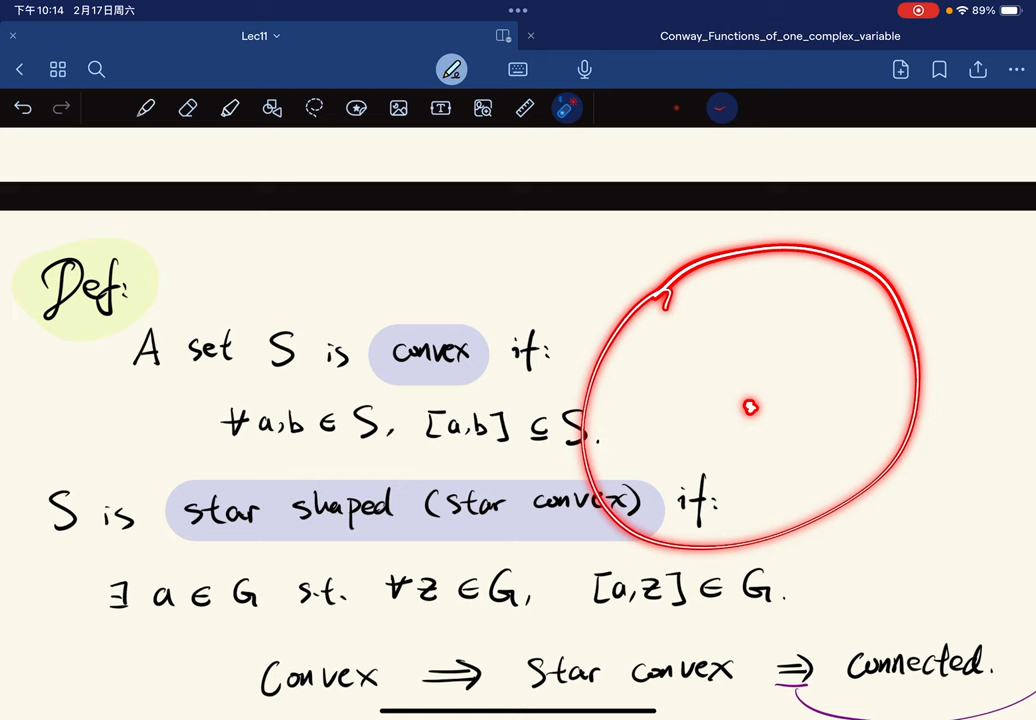 下午10:14 2月17日周六
89%
Lec11
Conway_Functions_of_one_complex_variable
Def:
A set S is convex if:
∀ a,b ∈ S, [a,b] ⊆ S.
S is star shaped (star convex) if:
∃ a ∈ G s.t. ∀ z ∈ G, [a,z] ∈ G.
Convex ⟹ Star convex ⟹ Connected.